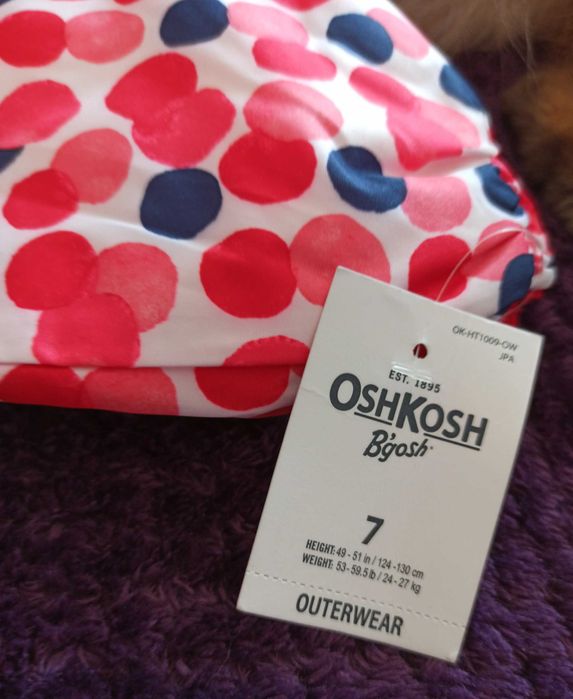 OK-HT1009-OW
JPA
EST. 1895
OSHKOSH
B'gosh
7
HEIGHT: 49 - 51 in / 124 -130 cm
WEIGHT: 53- 59.5 lb / 24 - 27 kg
OUTERWEAR